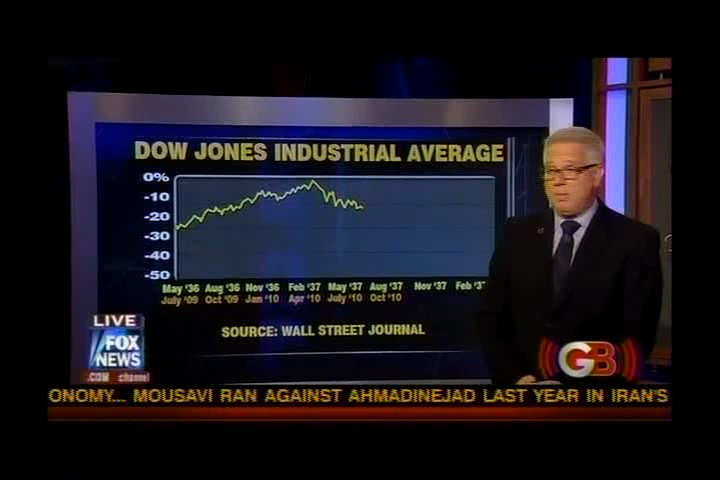 DOW JONES INDUSTRIAL AVERAGE
0%
-10
-20
-30
-40
-50
May '36 Aug '36 Nov '36 Feb '37 May '37 Aug '37 Nov '37 Feb '37
July '09 Oct '09 Jan '10 Apr '10 July '10 Oct '10
SOURCE: WALL STREET JOURNAL
LIVE
FOX
NEWS
.COM channel
GB
ONOMY... MOUSAVI RAN AGAINST AHMADINEJAD LAST YEAR IN IRAN'S